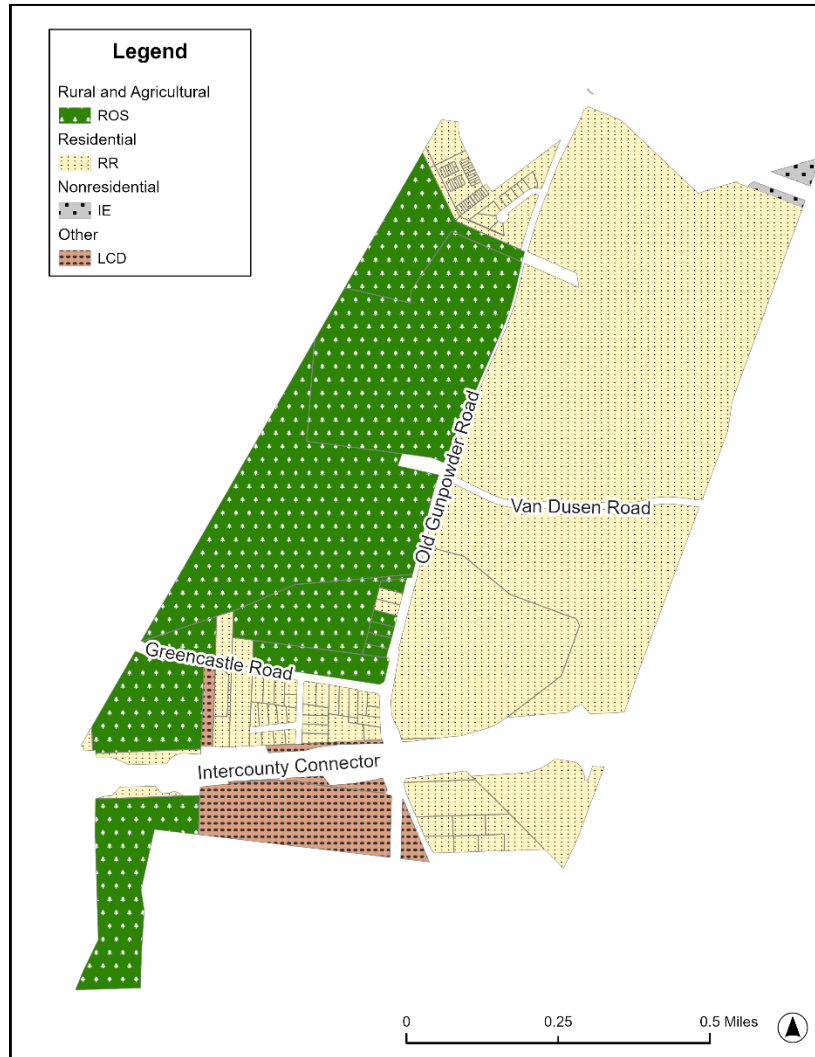 Legend
Rural and Agricultural
ROS
Residential
RR
Nonresidential
IE
Other
LCD
Old Gunpowder Road
Van Dusen Road
Greencastle Road
Intercounty Connector
0
0.25
0.5 Miles